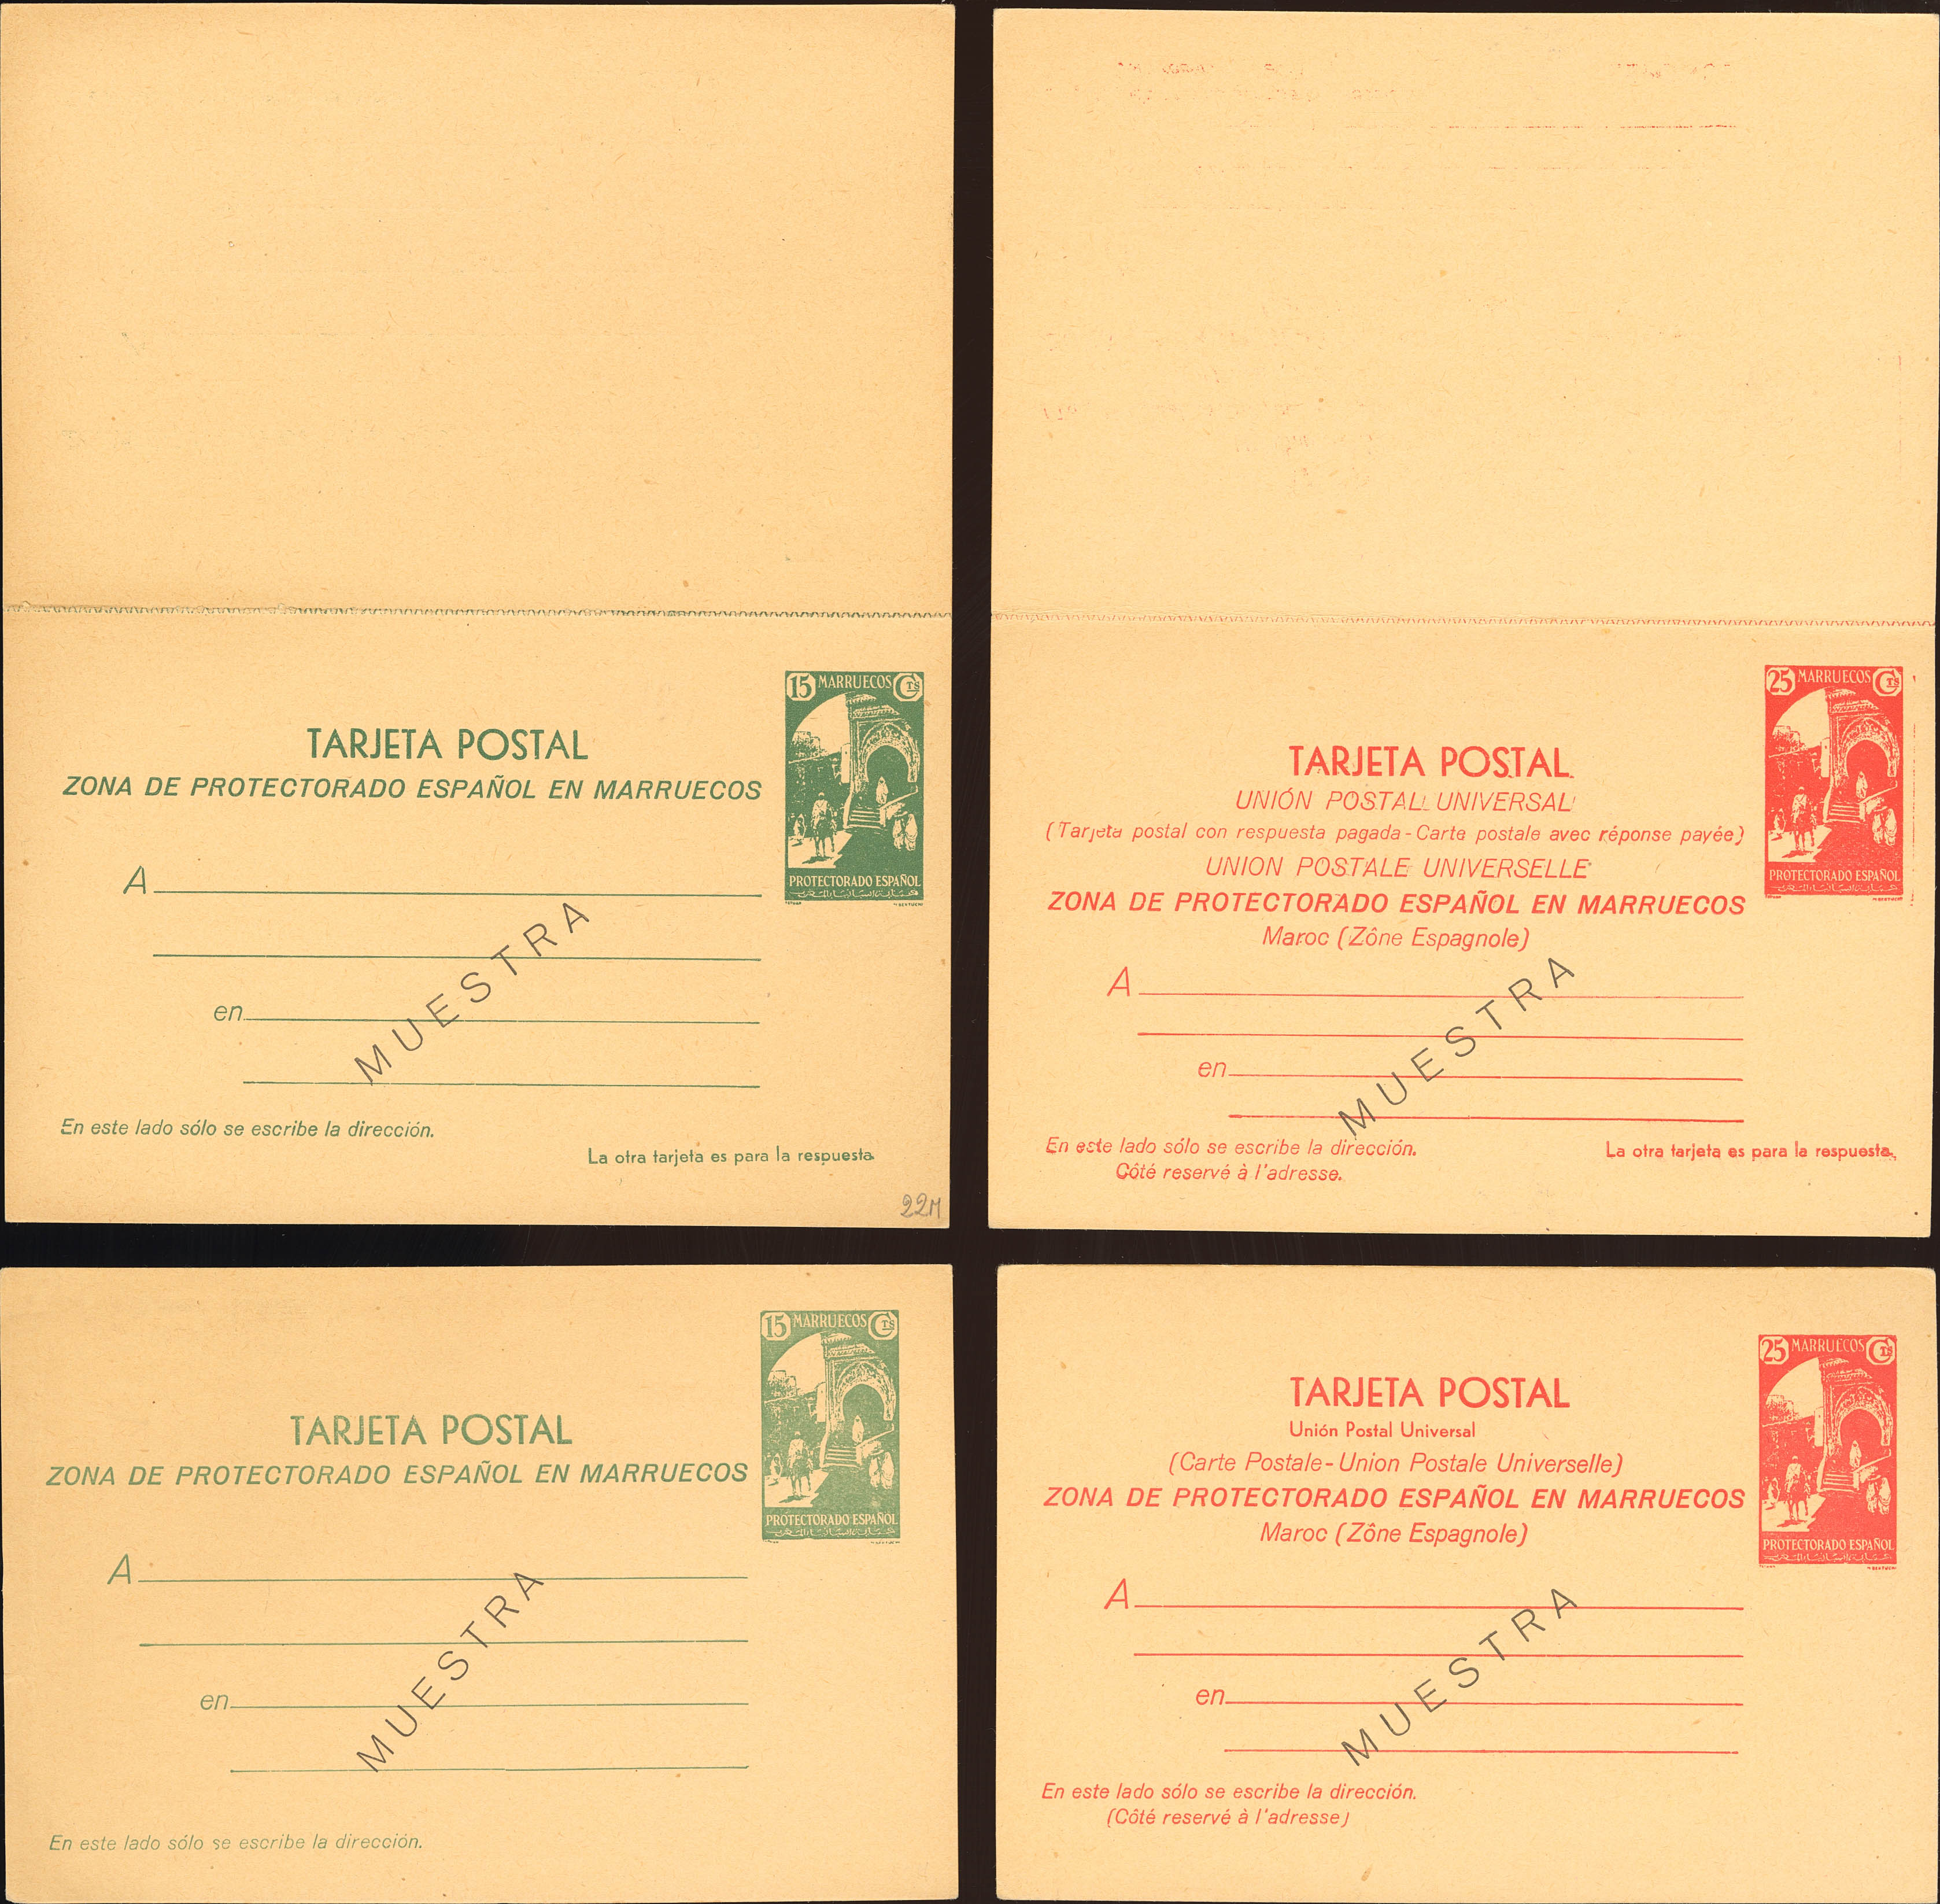 15 MARRUECOS CTS
TARJETA POSTAL
ZONA DE PROTECTORADO ESPAÑOL EN MARRUECOS
PROTECTORADO ESPAÑOL
A
en
MUESTRA
En este lado sólo se escribe la dirección.
La otra tarjeta es para la respuesta
22M
25 MARRUECOS CTS
TARJETA POSTAL
UNIÓN POSTAL UNIVERSAL
(Tarjeta postal con respuesta pagada - Carte postale avec réponse payée)
UNION POSTALE UNIVERSELLE
PROTECTORADO ESPAÑOL
ZONA DE PROTECTORADO ESPAÑOL EN MARRUECOS
Maroc (Zône Espagnole)
A
en
MUESTRA
En este lado sólo se escribe la dirección.
Côté reservé à l'adresse.
La otra tarjeta es para la respuesta.
15 MARRUECOS CTS
TARJETA POSTAL
ZONA DE PROTECTORADO ESPAÑOL EN MARRUECOS
PROTECTORADO ESPAÑOL
A
en
MUESTRA
En este lado sólo se escribe la dirección.
25 MARRUECOS CTS
TARJETA POSTAL
Unión Postal Universal
(Carte Postale - Union Postale Universelle)
ZONA DE PROTECTORADO ESPAÑOL EN MARRUECOS
Maroc (Zône Espagnole)
PROTECTORADO ESPAÑOL
A
en
MUESTRA
En este lado sólo se escribe la dirección.
(Côté reservé à l'adresse)